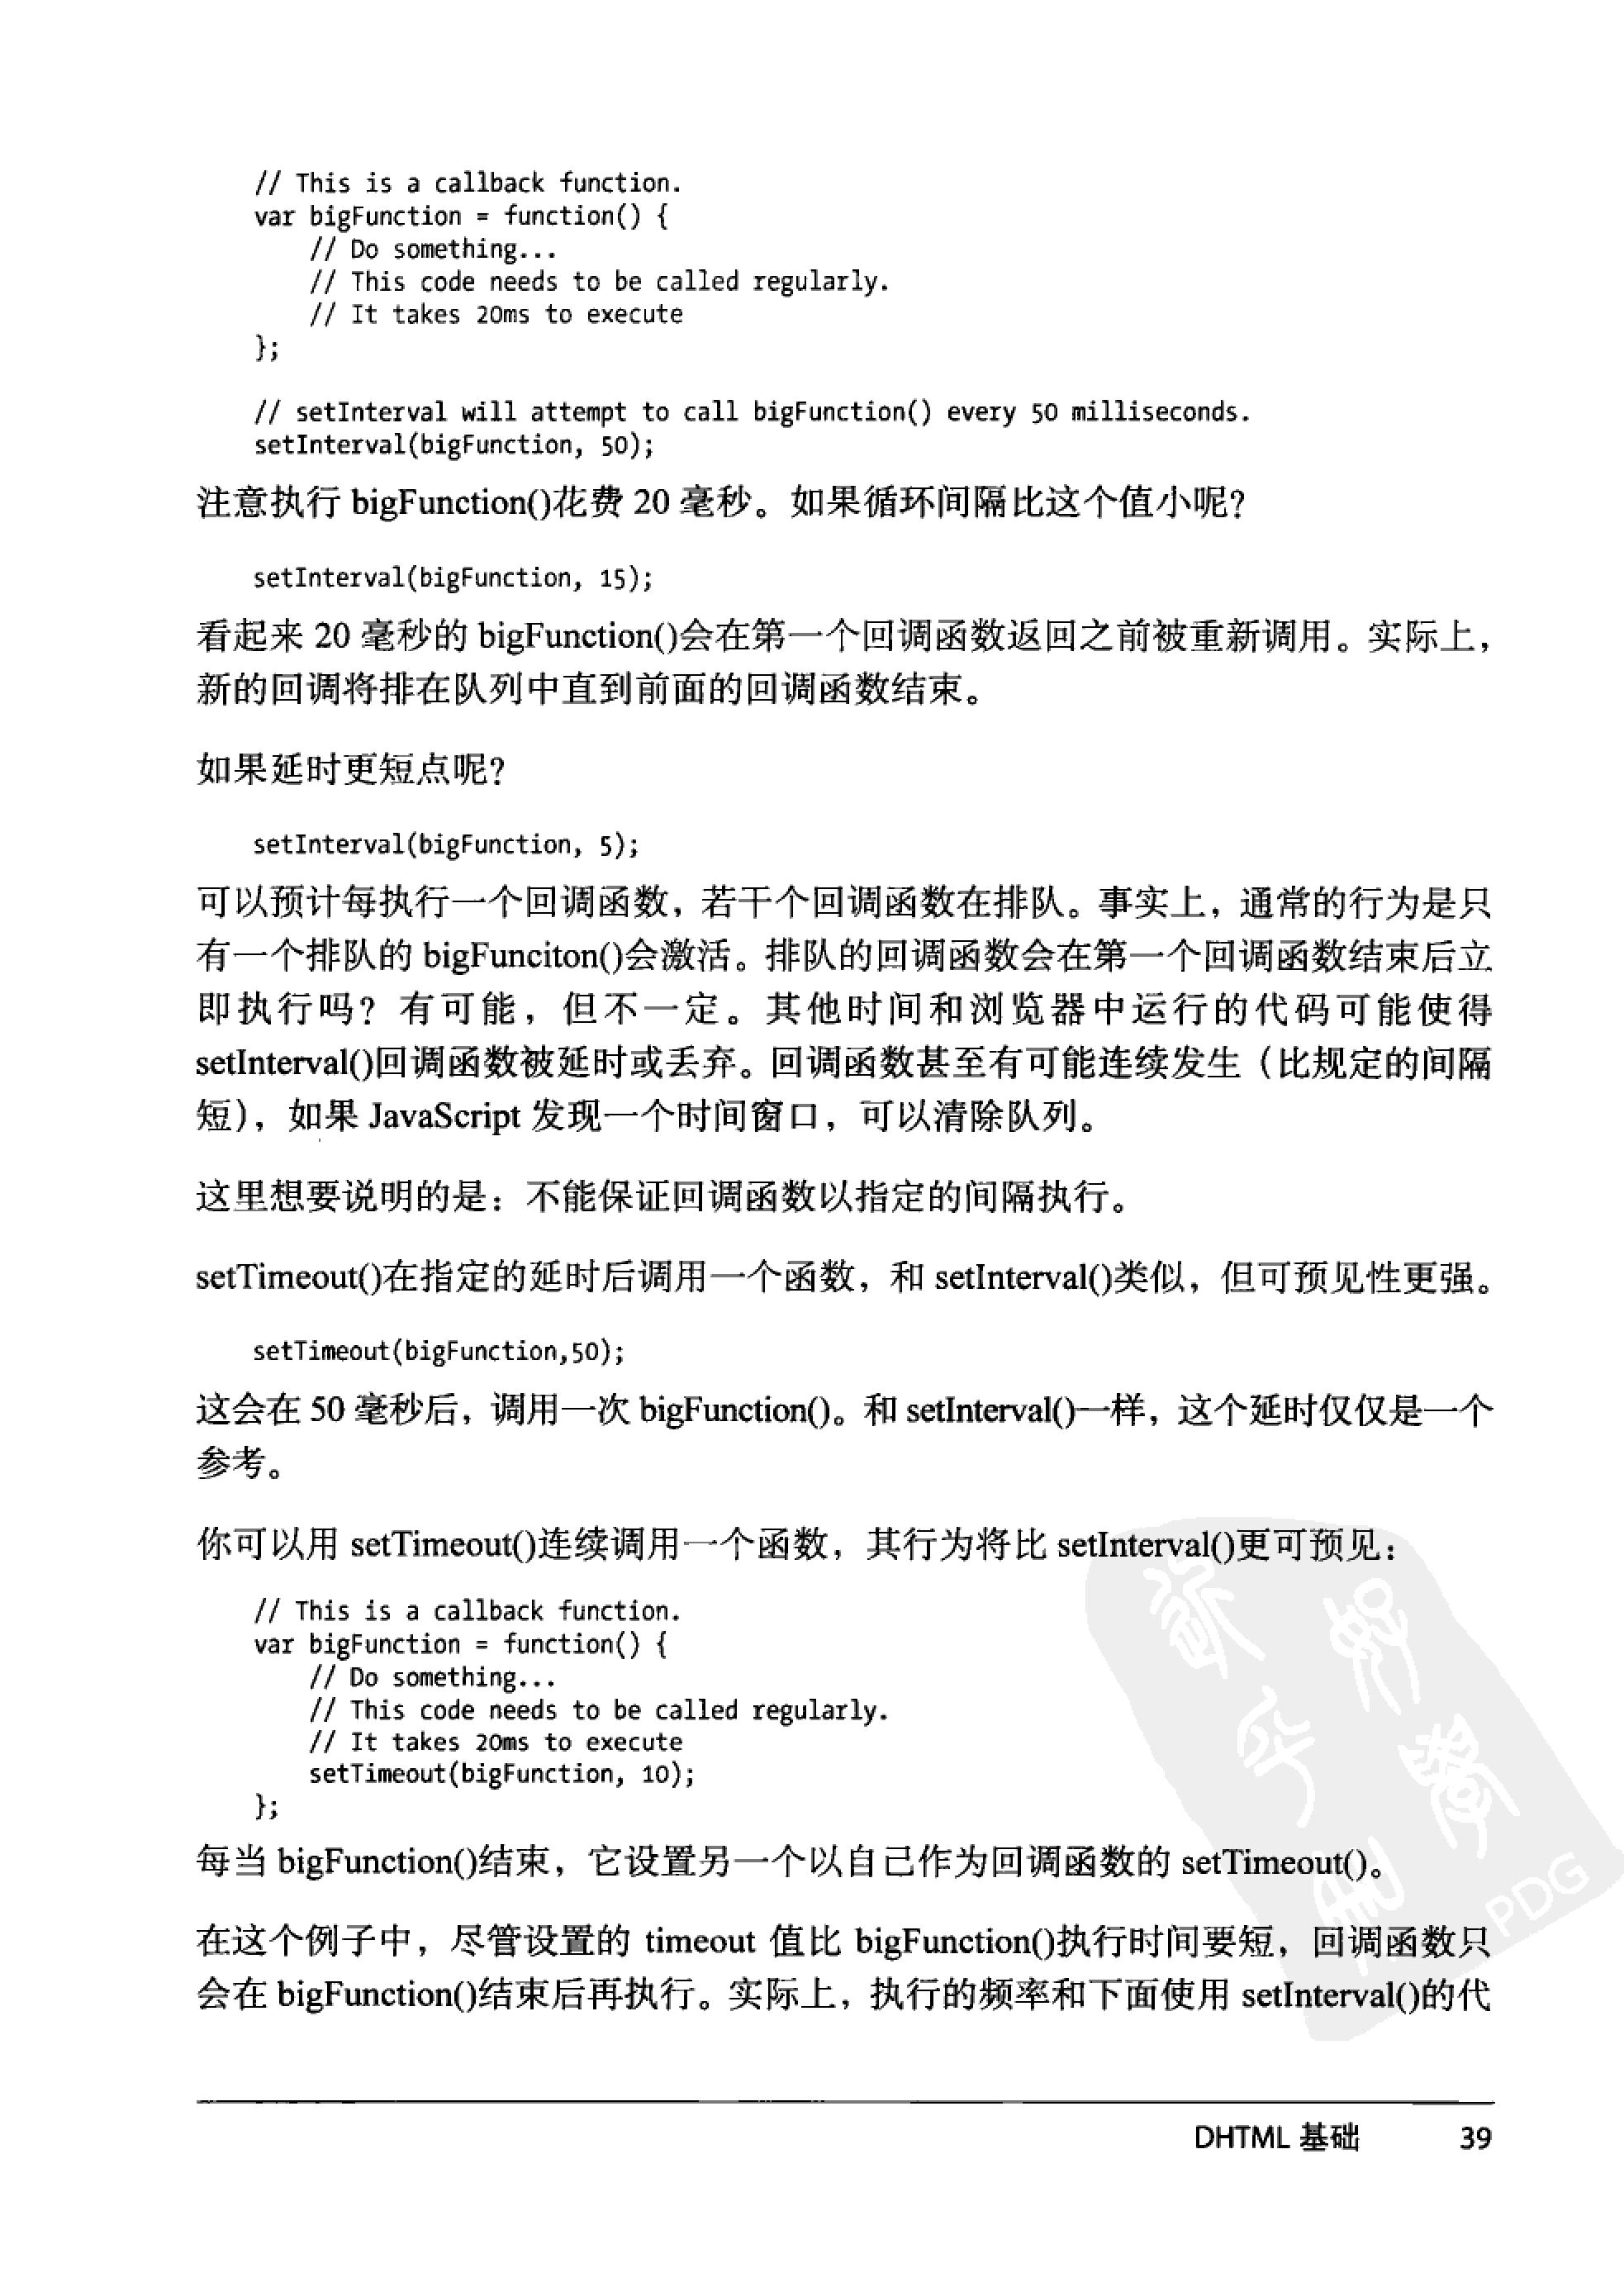 // This is a callback function.
var bigFunction = function() {
// Do something...
// This code needs to be called regularly.
// It takes 20ms to execute
};
// setInterval will attempt to call bigFunction() every 50 milliseconds.
setInterval(bigFunction, 50);
注意执行 bigFunction()花费 20 毫秒。如果循环间隔比这个值小呢?
setInterval(bigFunction, 15);
看起来 20 毫秒的 bigFunction()会在第一个回调函数返回之前被重新调用。实际上，
新的回调将排在队列中直到前面的回调函数结束。
如果延时更短点呢?
setInterval(bigFunction, 5);
可以预计每执行一个回调函数，若干个回调函数在排队。事实上，通常的行为是只
有一个排队的 bigFunciton()会激活。排队的回调函数会在第一个回调函数结束后立
即执行吗？有可能，但不一定。其他时间和浏览器中运行的代码可能使得
setInterval()回调函数被延时或丢弃。回调函数甚至有可能连续发生（比规定的间隔
短），如果 JavaScript 发现一个时间窗口，可以清除队列。
这里想要说明的是：不能保证回调函数以指定的间隔执行。
setTimeout()在指定的延时后调用一个函数，和 setInterval()类似，但可预见性更强。
setTimeout(bigFunction,50);
这会在 50 毫秒后，调用一次 bigFunction()。和 setInterval()一样，这个延时仅仅是一个
参考。
你可以用 setTimeout()连续调用一个函数，其行为将比 setInterval()更可预见：
// This is a callback function.
var bigFunction = function() {
// Do something...
// This code needs to be called regularly.
// It takes 20ms to execute
setTimeout(bigFunction, 10);
};
每当 bigFunction()结束，它设置另一个以自己作为回调函数的 setTimeout()。
在这个例子中，尽管设置的 timeout 值比 bigFunction()执行时间要短，回调函数只
会在 bigFunction()结束后再执行。实际上，执行的频率和下面使用 setInterval()的代
PDG
DHTML 基础 39